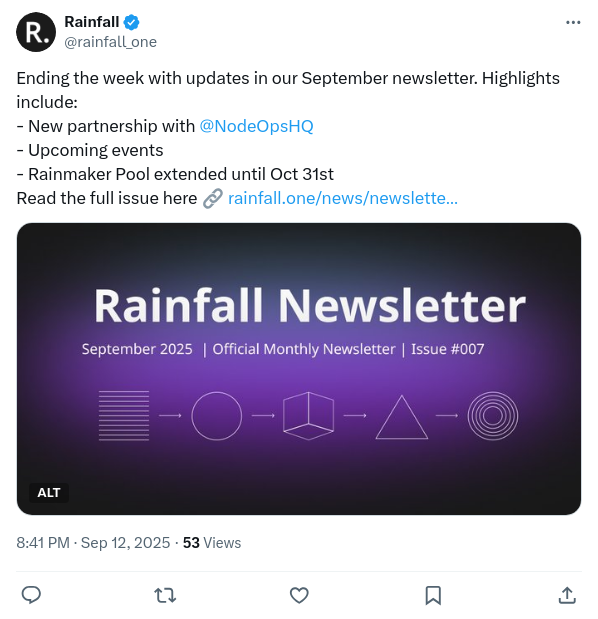 R.
Rainfall
@rainfall_one
Ending the week with updates in our September newsletter. Highlights
include:
- New partnership with @NodeOpsHQ
- Upcoming events
- Rainmaker Pool extended until Oct 31st
Read the full issue here 🔗 rainfall.one/news/newslette...
Rainfall Newsletter
September 2025 | Official Monthly Newsletter | Issue #007
ALT
8:41 PM · Sep 12, 2025 · 53 Views